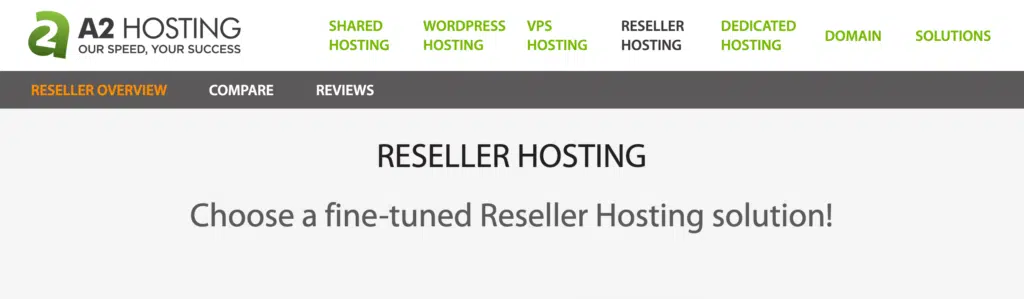 A2 HOSTING
OUR SPEED, YOUR SUCCESS
SHARED HOSTING
WORDPRESS HOSTING
VPS HOSTING
RESELLER HOSTING
DEDICATED HOSTING
DOMAIN
SOLUTIONS
RESELLER OVERVIEW
COMPARE
REVIEWS
RESELLER HOSTING
Choose a fine-tuned Reseller Hosting solution!